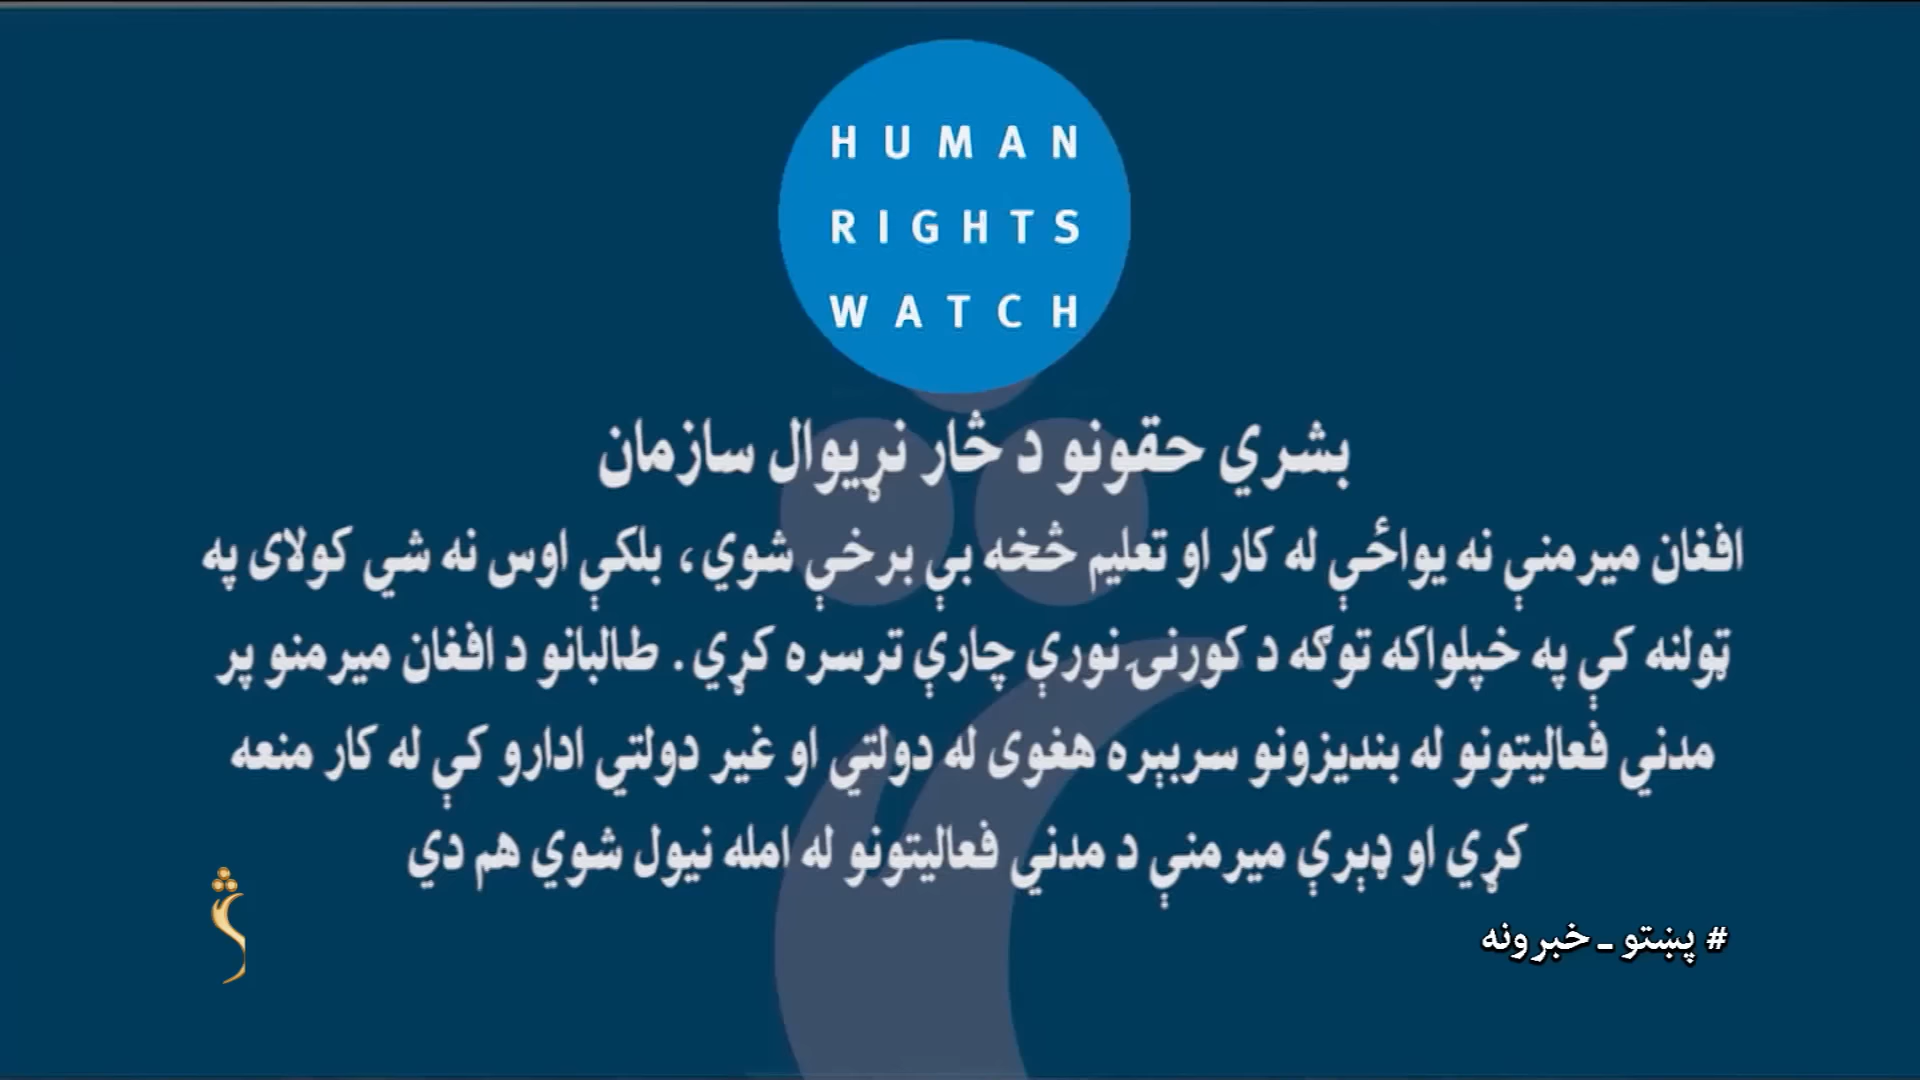 HUMAN
RIGHTS
WATCH
بشري حقونو د څار نړیوال سازمان
افغان میرمنې نه یواځې له کار او تعلیم څخه بې برخې شوي، بلکې اوس نه شي کولای په
ټولنه کې په خپلواکه توګه د کورنۍ نورې چارې ترسره کړي. طالبانو د افغان میرمنو پر
مدني فعالیتونو له بندیزونو سربېره هغوی له دولتي او غیر دولتي ادارو کې له کار منعه
کړي او ډېرې میرمنې د مدني فعالیتونو له امله نیول شوي هم دي
# پښتو ـ خبرونه